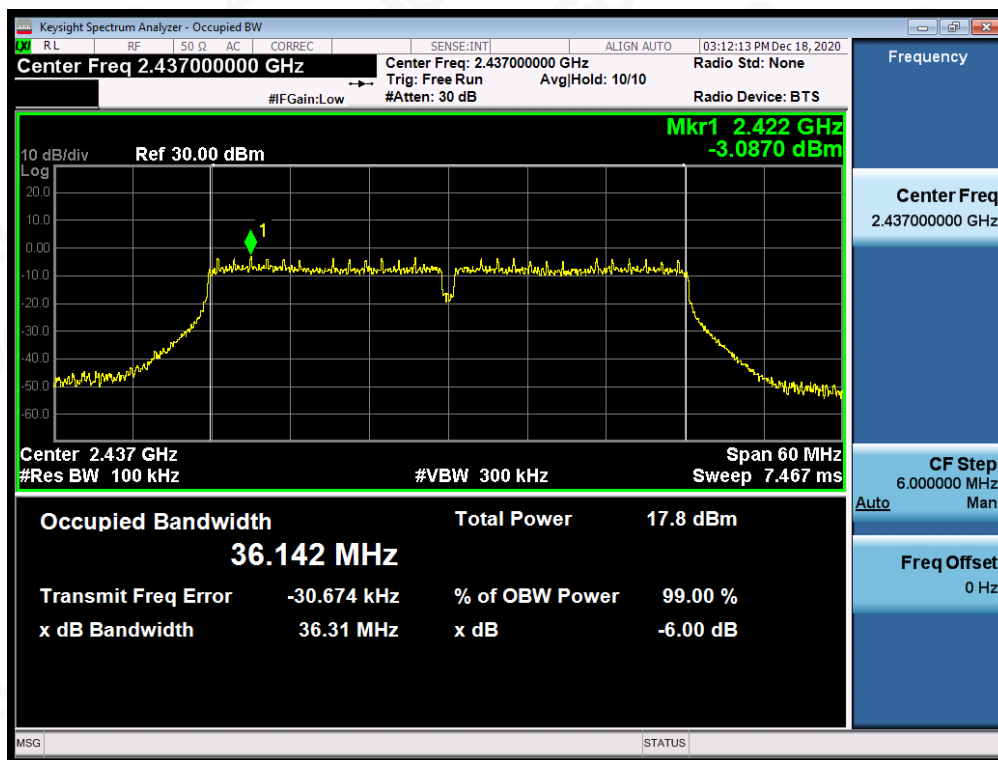 Keysight Spectrum Analyzer - Occupied BW
LXI RL RF 50 Ω AC CORREC SENSE:INT ALIGN AUTO 03:12:13 PM Dec 18, 2020
Center Freq 2.437000000 GHz
Center Freq: 2.437000000 GHz
Radio Std: None
Trig: Free Run
Avg|Hold: 10/10
#IFGain:Low
#Atten: 30 dB
Radio Device: BTS
Mkr1 2.422 GHz
-3.0870 dBm
10 dB/div Ref 30.00 dBm
Log
20.0
10.0
0.00
-10.0
-20.0
-30.0
-40.0
-50.0
-60.0
1
Center 2.437 GHz
Span 60 MHz
#Res BW 100 kHz
#VBW 300 kHz
Sweep 7.467 ms
Occupied Bandwidth
Total Power 17.8 dBm
36.142 MHz
Transmit Freq Error -30.674 kHz
% of OBW Power 99.00 %
x dB Bandwidth 36.31 MHz
x dB -6.00 dB
MSG
STATUS
Frequency
Center Freq
2.437000000 GHz
CF Step
6.000000 MHz
Auto Man
Freq Offset
0 Hz